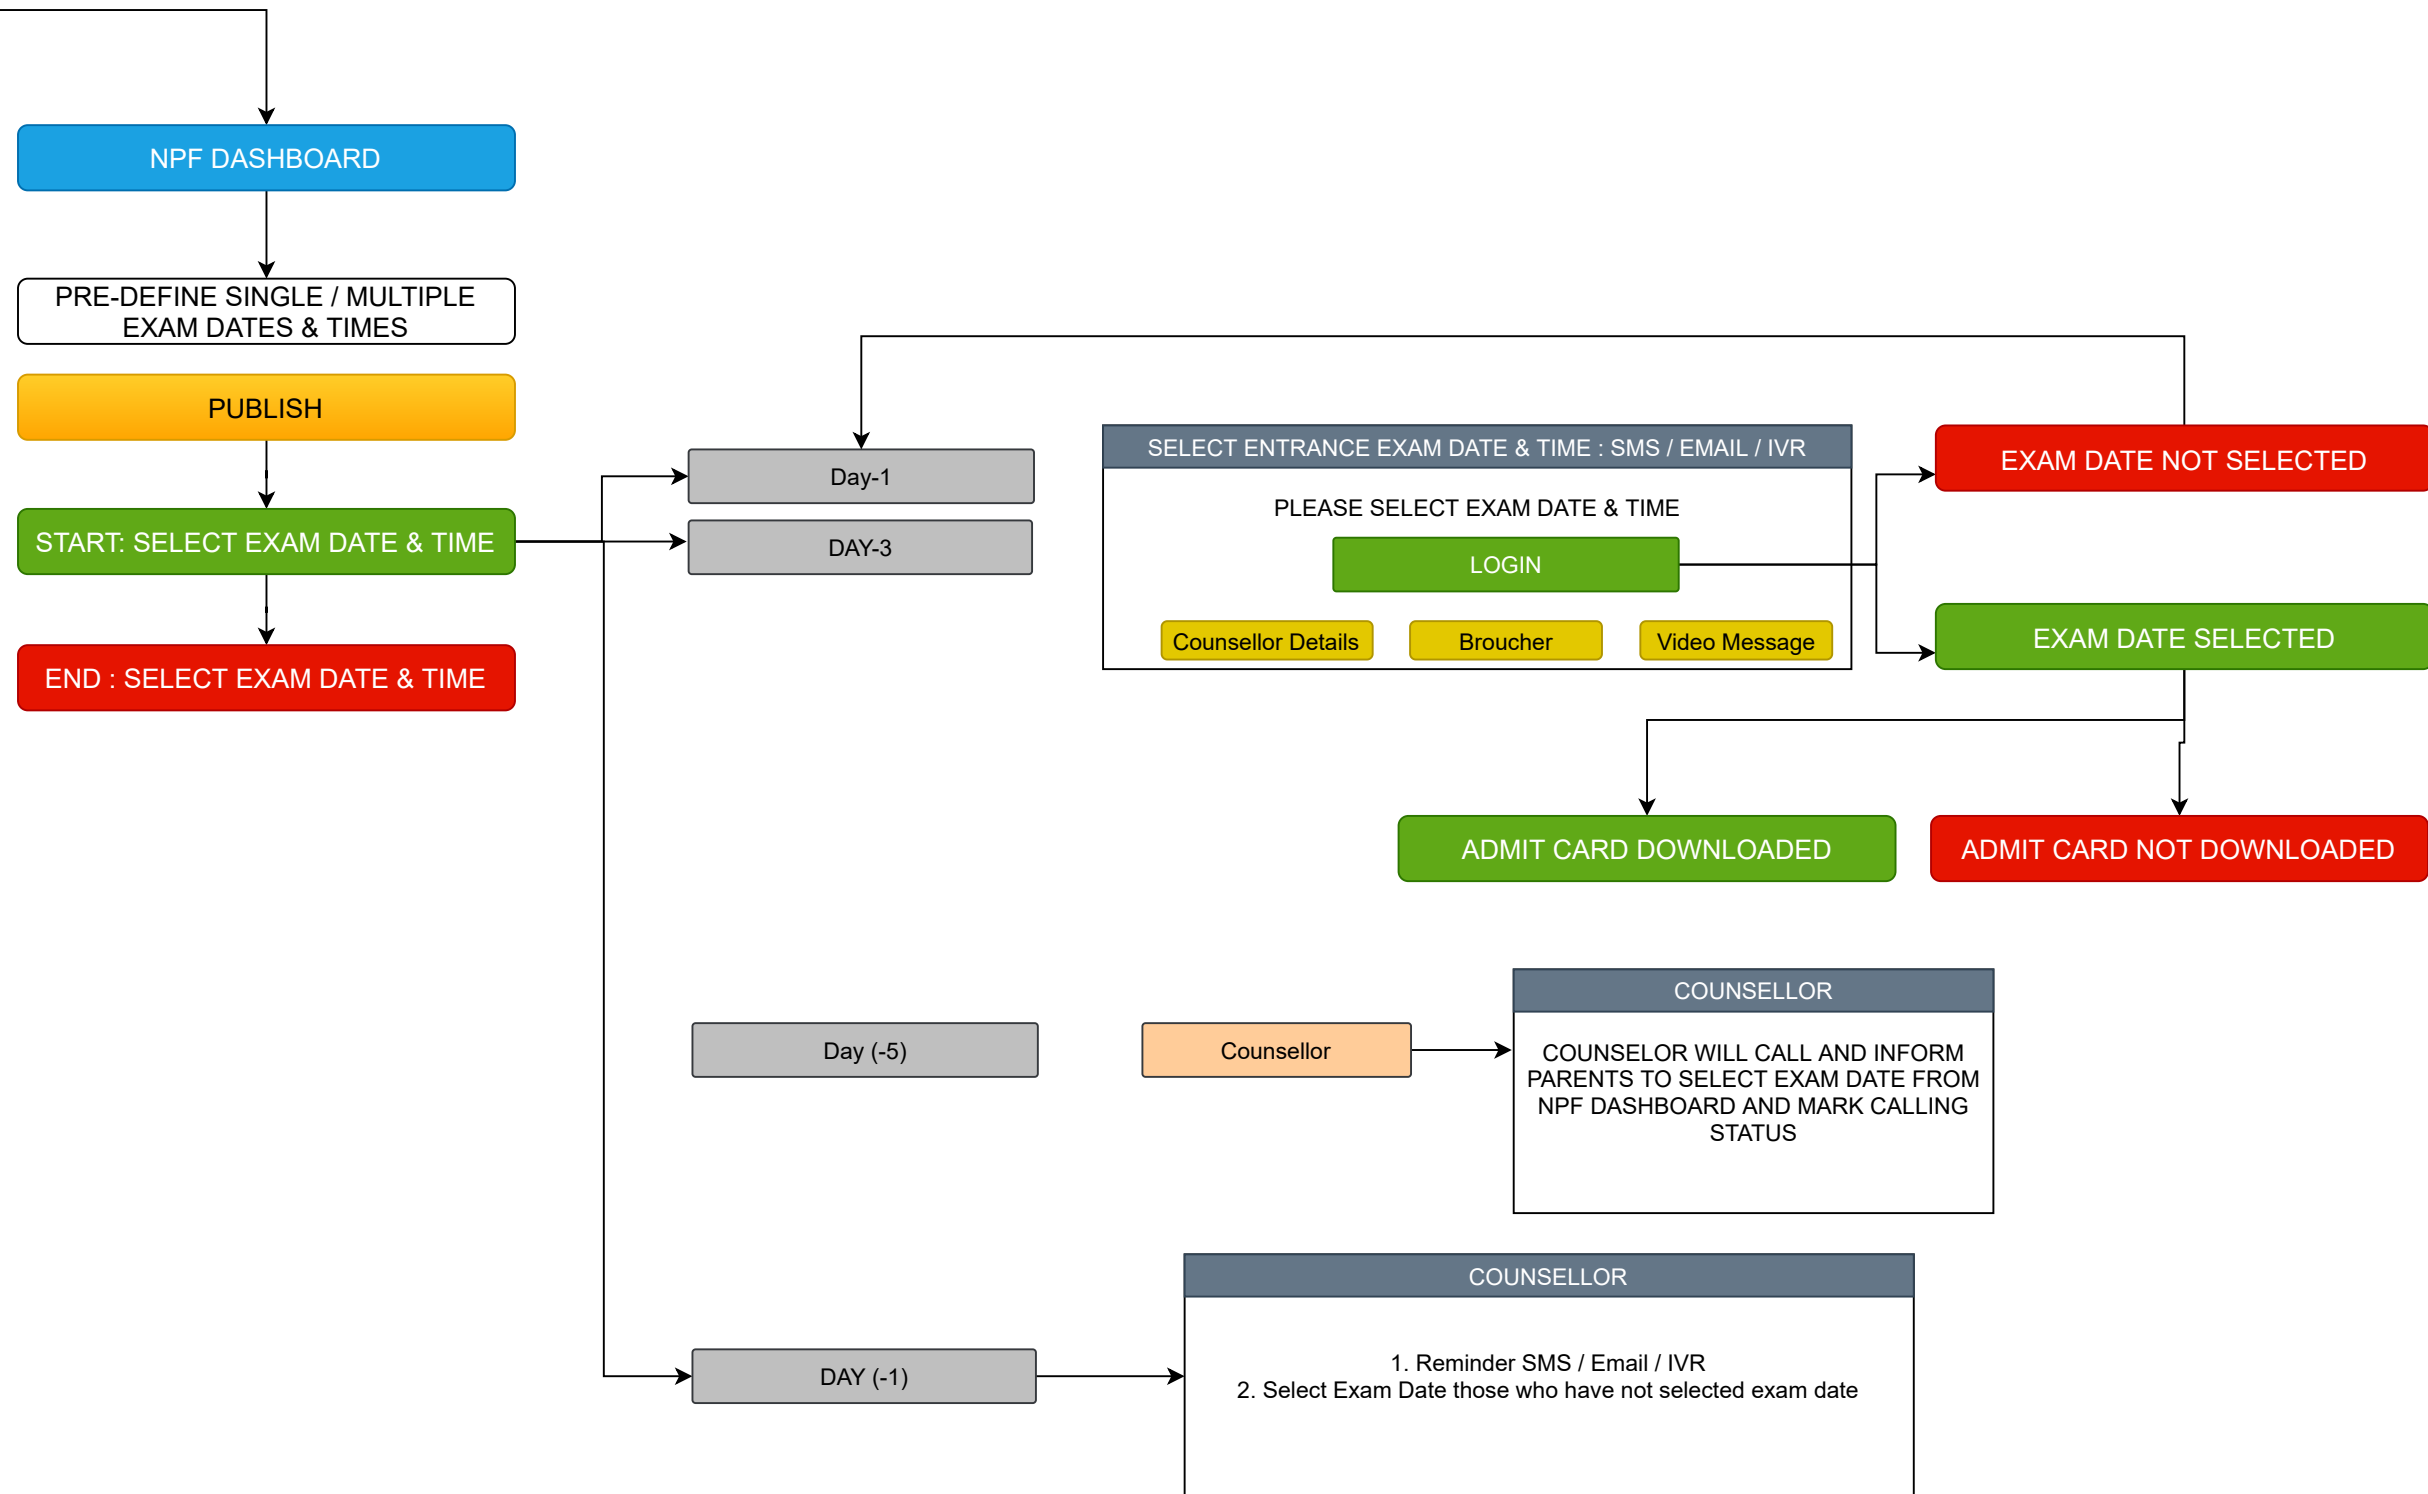 NPF DASHBOARD
PRE-DEFINE SINGLE / MULTIPLE
EXAM DATES & TIMES
PUBLISH
START: SELECT EXAM DATE & TIME
END : SELECT EXAM DATE & TIME
Day-1
DAY-3
SELECT ENTRANCE EXAM DATE & TIME : SMS / EMAIL / IVR
PLEASE SELECT EXAM DATE & TIME
LOGIN
Counsellor Details
Broucher
Video Message
EXAM DATE NOT SELECTED
EXAM DATE SELECTED
ADMIT CARD DOWNLOADED
ADMIT CARD NOT DOWNLOADED
Day (-5)
Counsellor
COUNSELLOR
COUNSELOR WILL CALL AND INFORM
PARENTS TO SELECT EXAM DATE FROM
NPF DASHBOARD AND MARK CALLING
STATUS
DAY (-1)
COUNSELLOR
1. Reminder SMS / Email / IVR
2. Select Exam Date those who have not selected exam date